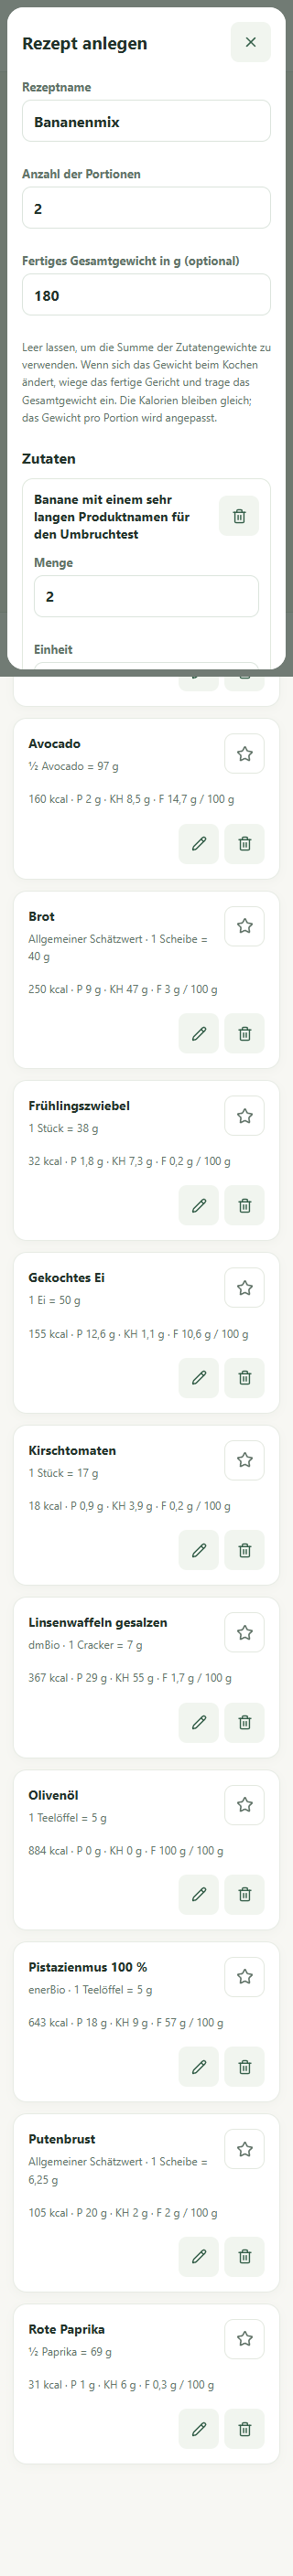 Rezept anlegen
Rezeptname
Bananenmix
Anzahl der Portionen
2
Fertiges Gesamtgewicht in g (optional)
180
Leer lassen, um die Summe der Zutatengewichte zu
verwenden. Wenn sich das Gewicht beim Kochen
ändert, wiege das fertige Gericht und trage das
Gesamtgewicht ein. Die Kalorien bleiben gleich;
das Gewicht pro Portion wird angepasst.
Zutaten
Banane mit einem sehr
langen Produktnamen für
den Umbruchtest
Menge
2
Einheit
Avocado
½ Avocado = 97 g
160 kcal · P 2 g · KH 8,5 g · F 14,7 g / 100 g
Brot
Allgemeiner Schätzwert · 1 Scheibe =
40 g
250 kcal · P 9 g · KH 47 g · F 3 g / 100 g
Frühlingszwiebel
1 Stück = 38 g
32 kcal · P 1,8 g · KH 7,3 g · F 0,2 g / 100 g
Gekochtes Ei
1 Ei = 50 g
155 kcal · P 12,6 g · KH 1,1 g · F 10,6 g / 100 g
Kirschtomaten
1 Stück = 17 g
18 kcal · P 0,9 g · KH 3,9 g · F 0,2 g / 100 g
Linsenwaffeln gesalzen
dmBio · 1 Cracker = 7 g
367 kcal · P 29 g · KH 55 g · F 1,7 g / 100 g
Olivenöl
1 Teelöffel = 5 g
884 kcal · P 0 g · KH 0 g · F 100 g / 100 g
Pistazienmus 100 %
enerBio · 1 Teelöffel = 5 g
643 kcal · P 18 g · KH 9 g · F 57 g / 100 g
Putenbrust
Allgemeiner Schätzwert · 1 Scheibe =
6,25 g
105 kcal · P 20 g · KH 2 g · F 2 g / 100 g
Rote Paprika
½ Paprika = 69 g
31 kcal · P 1 g · KH 6 g · F 0,3 g / 100 g